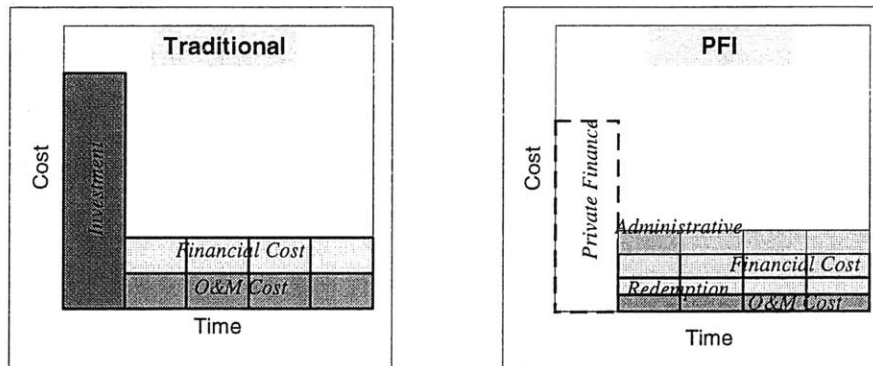 Traditional
Cost
Investment
Financial Cost
O&M Cost
Time
PFI
Cost
Private Finance
Administrative
Financial Cost
Redemption
O&M Cost
Time